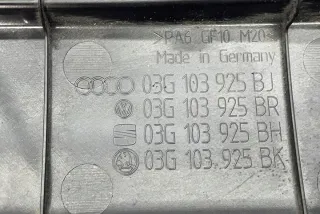 >PA6 GF10 M20<
Made in Germany
03G 103 925 BJ
03G 103 925 BR
03G 103 925 BH
03G 103 925 BK